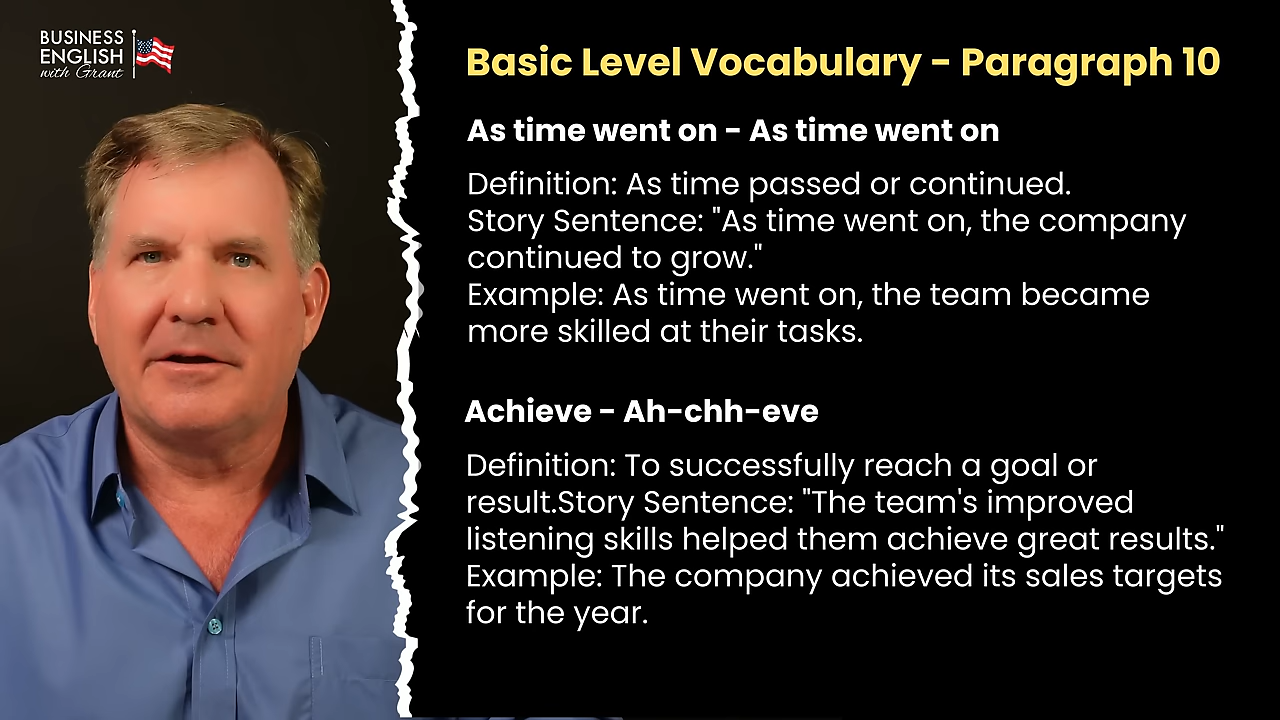 BUSINESS
ENGLISH
with Grant
Basic Level Vocabulary - Paragraph 10
As time went on - As time went on
Definition: As time passed or continued.
Story Sentence: "As time went on, the company
continued to grow."
Example: As time went on, the team became
more skilled at their tasks.
Achieve - Ah-chh-eve
Definition: To successfully reach a goal or
result.Story Sentence: "The team's improved
listening skills helped them achieve great results."
Example: The company achieved its sales targets
for the year.